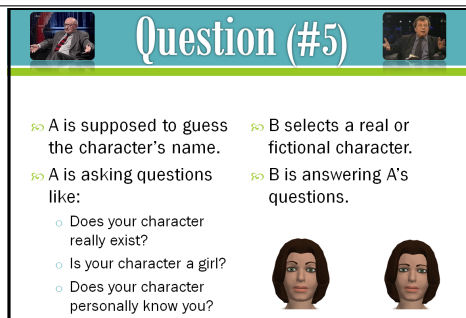 Question (#5)
A is supposed to guess
the character's name.
A is asking questions
like:
Does your character
really exist?
Is your character a girl?
Does your character
personally know you?
B selects a real or
fictional character.
B is answering A's
questions.